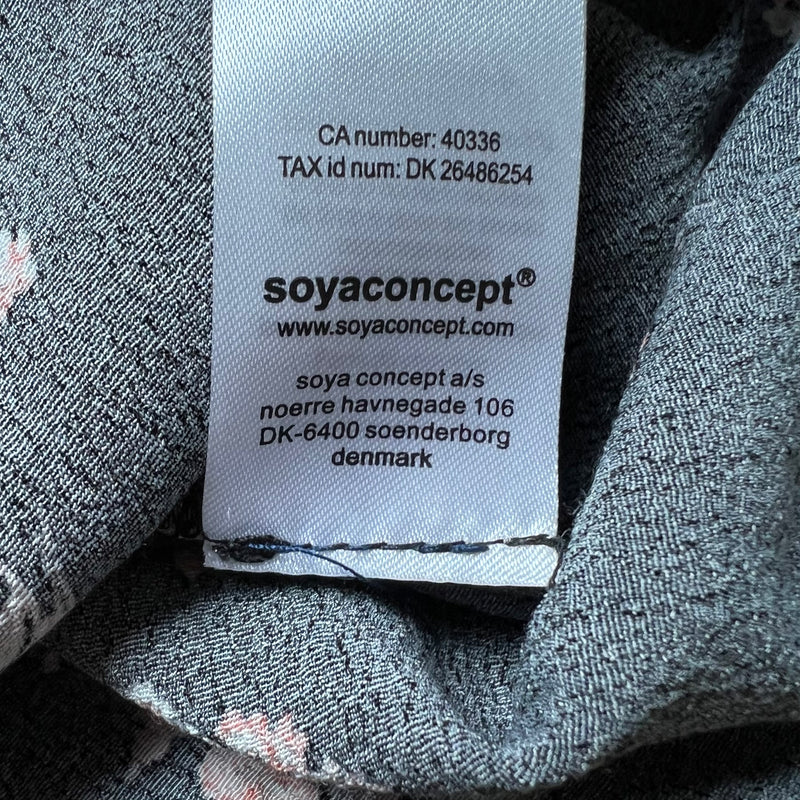 CA number: 40336
TAX id num: DK 26486254
soyaconcept®
www.soyaconcept.com
soya concept a/s
noerre havnegade 106
DK-6400 soenderborg
denmark